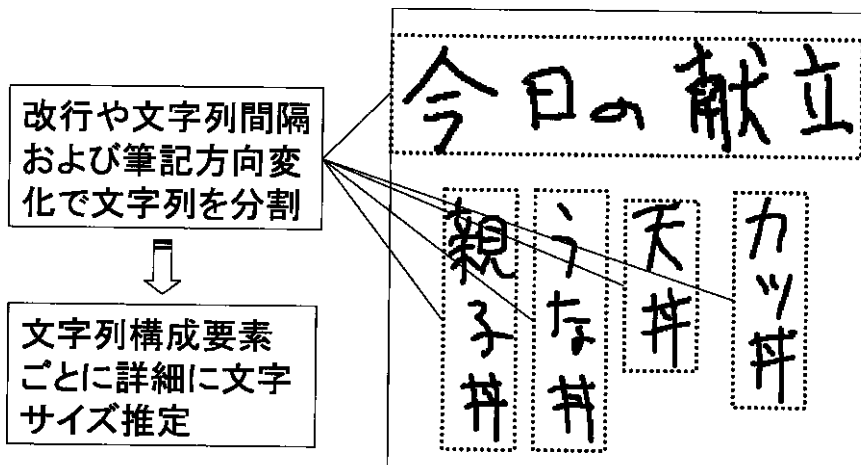 改行や文字列間隔
および筆記方向変
化で文字列を分割
文字列構成要素
ごとに詳細に文字
サイズ推定
今日の献立
カツ丼
天丼
うな丼
親子丼